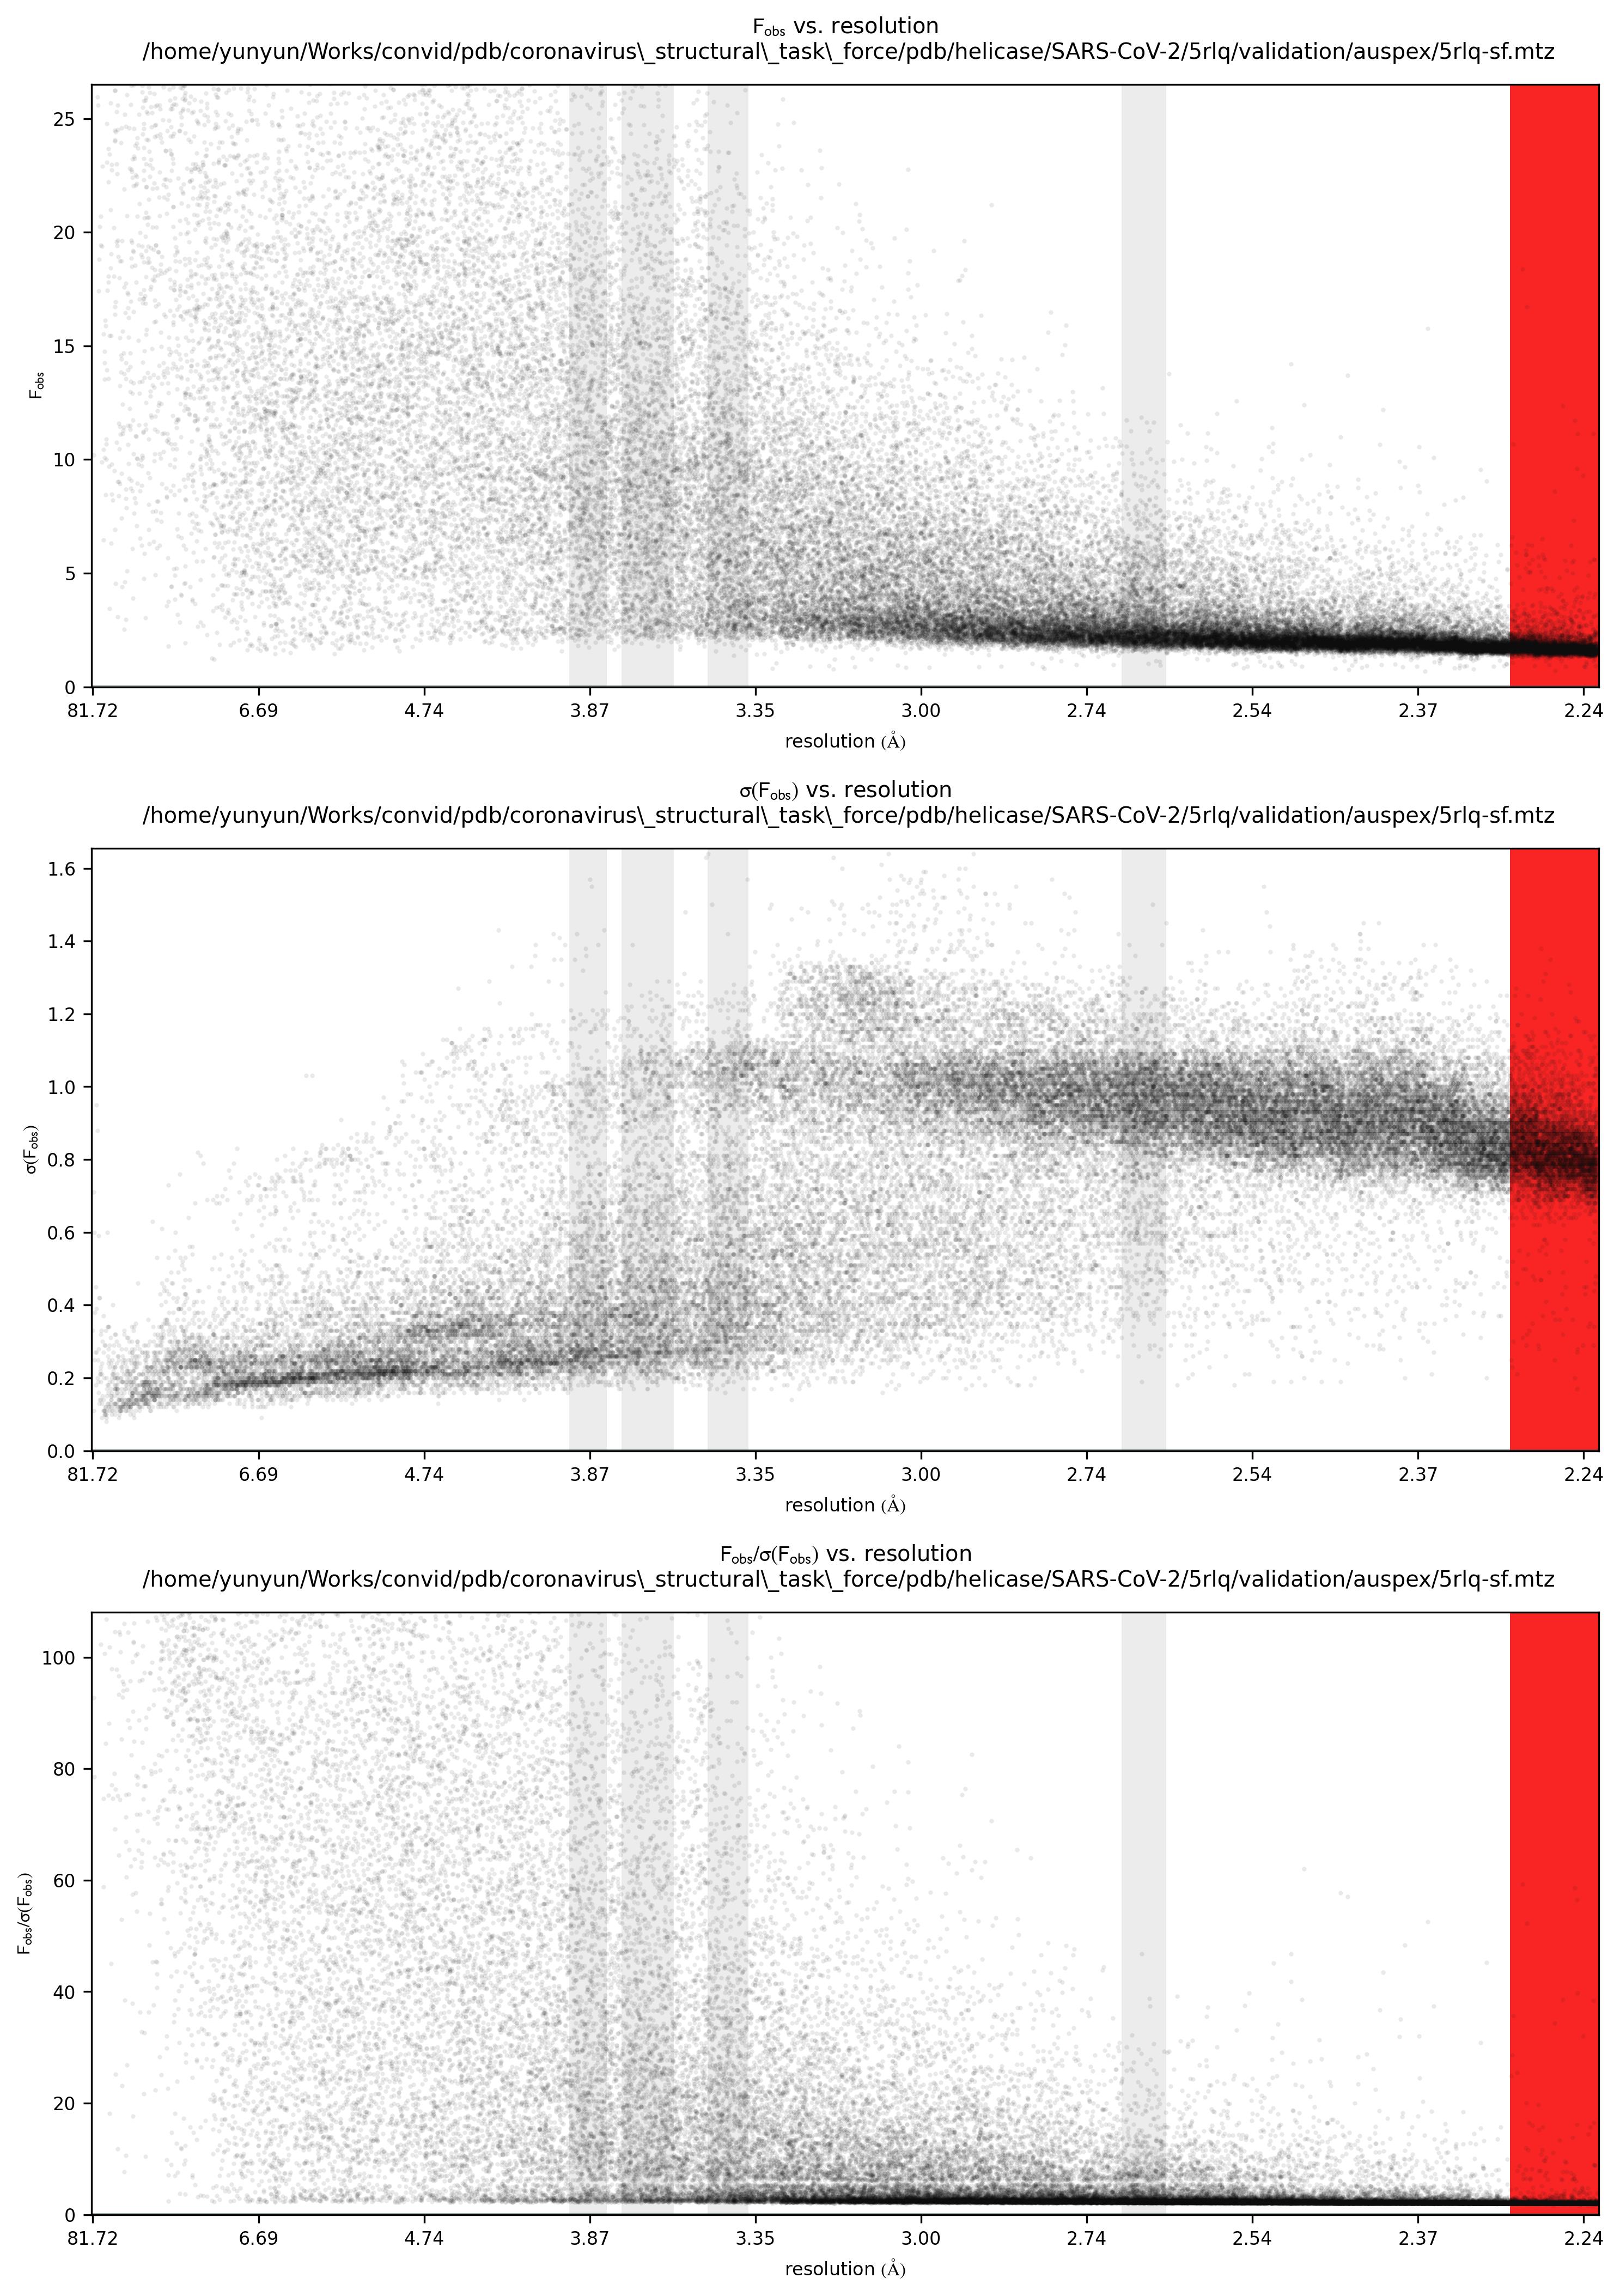 Fobs vs. resolution
/home/yunyun/Works/convid/pdb/coronavirus\_structural\_task\_force/pdb/helicase/SARS-CoV-2/5rlq/validation/auspex/5rlq-sf.mtz
25
20
15
10
5
0
Fobs
81.72 6.69 4.74 3.87 3.35 3.00 2.74 2.54 2.37 2.24
resolution (Å)
σ(Fobs) vs. resolution
/home/yunyun/Works/convid/pdb/coronavirus\_structural\_task\_force/pdb/helicase/SARS-CoV-2/5rlq/validation/auspex/5rlq-sf.mtz
1.6
1.4
1.2
1.0
0.8
0.6
0.4
0.2
0.0
σ(Fobs)
81.72 6.69 4.74 3.87 3.35 3.00 2.74 2.54 2.37 2.24
resolution (Å)
Fobs/σ(Fobs) vs. resolution
/home/yunyun/Works/convid/pdb/coronavirus\_structural\_task\_force/pdb/helicase/SARS-CoV-2/5rlq/validation/auspex/5rlq-sf.mtz
100
80
60
40
20
0
Fobs/σ(Fobs)
81.72 6.69 4.74 3.87 3.35 3.00 2.74 2.54 2.37 2.24
resolution (Å)